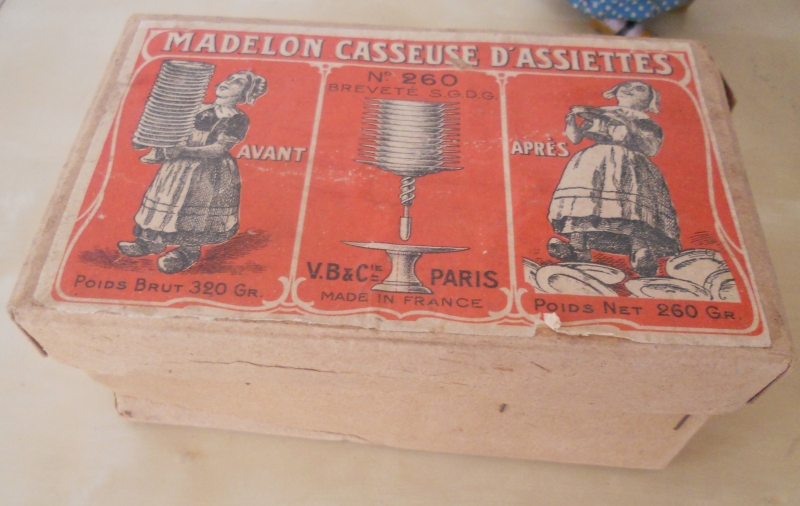 MADELON CASSEUSE D'ASSIETTES
Nº 260
BREVETÉ S.G.D.G.
AVANT
APRÈS
V.B & Cie PARIS
MADE IN FRANCE
POIDS BRUT 320 GR.
POIDS NET 260 GR.